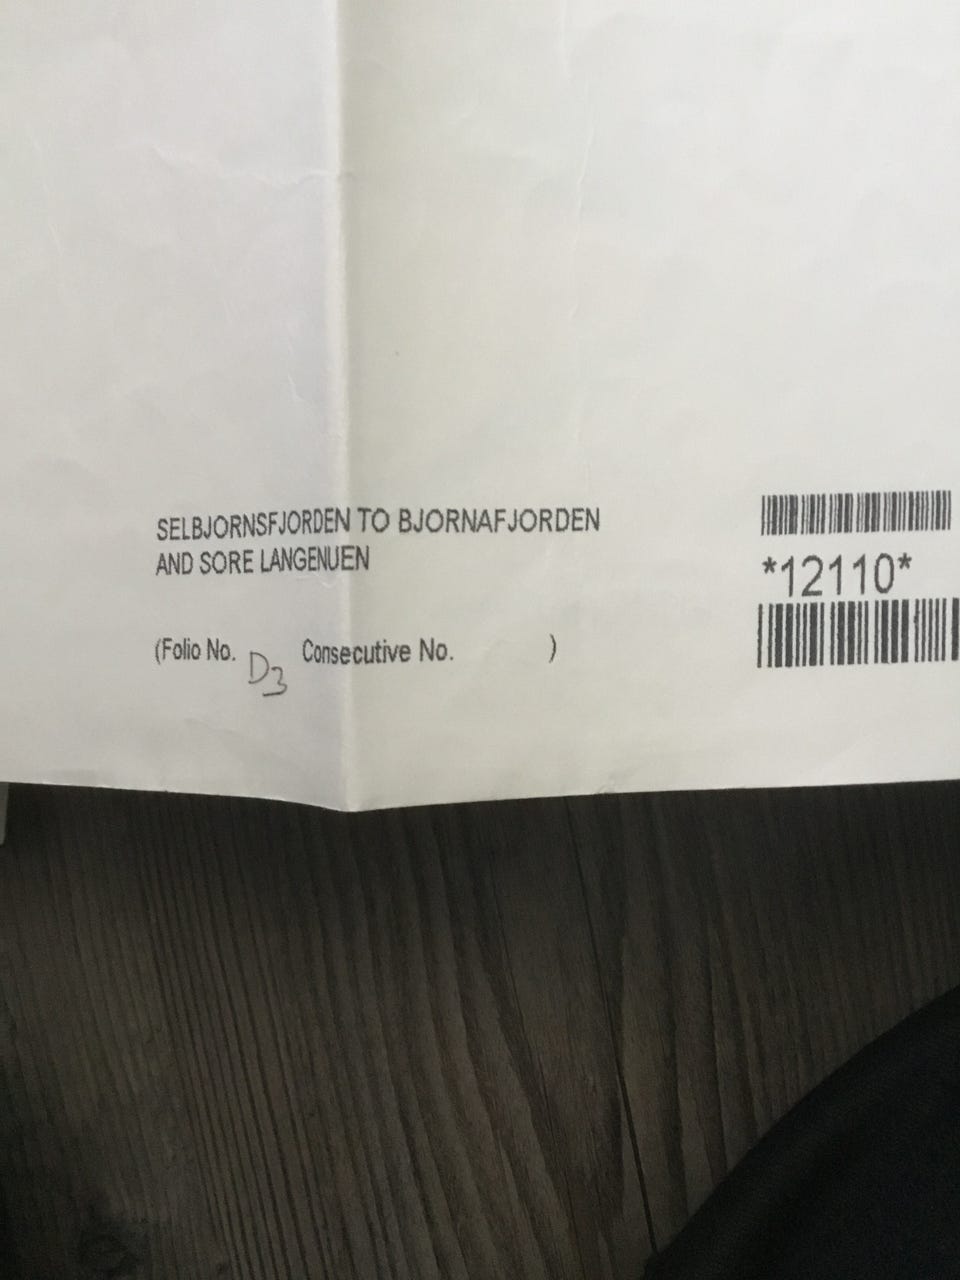 SELBJORNSFJORDEN TO BJORNAFJORDEN
AND SORE LANGENUEN
*12110*
(Folio No. D3 Consecutive No. )